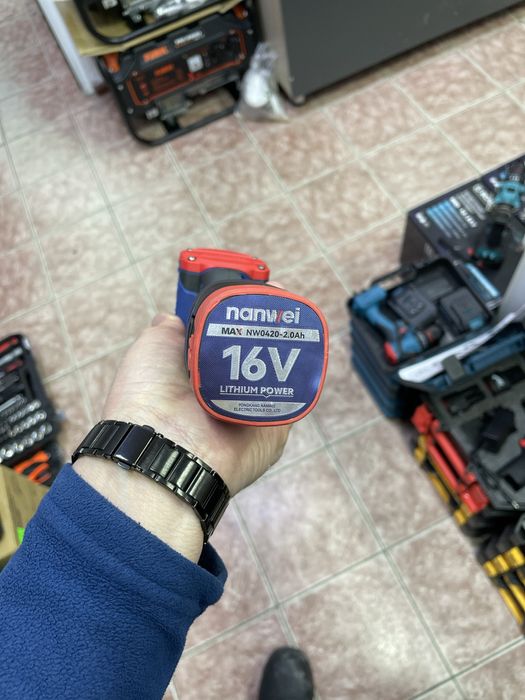 nanwei
MAX NW0420-2.0Ah
16V
LITHIUM POWER
YONGKANG NANWEI
ELECTRIC TOOLS CO., LTD